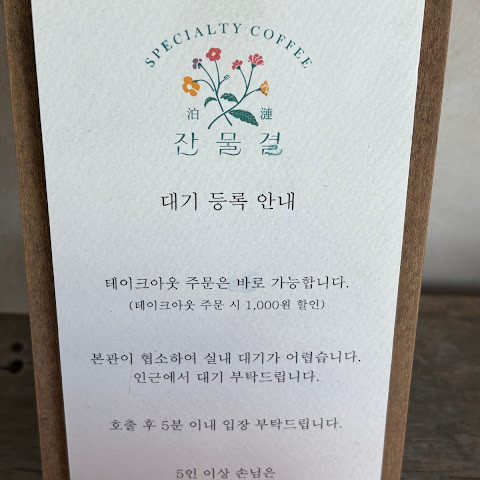 SPECIALTY COFFEE
泊 漣
잔물결
대기 등록 안내
테이크아웃 주문은 바로 가능합니다.
(테이크아웃 주문 시 1,000원 할인)
본관이 협소하여 실내 대기가 어렵습니다.
인근에서 대기 부탁드립니다.
호출 후 5분 이내 입장 부탁드립니다.
5인 이상 손님은